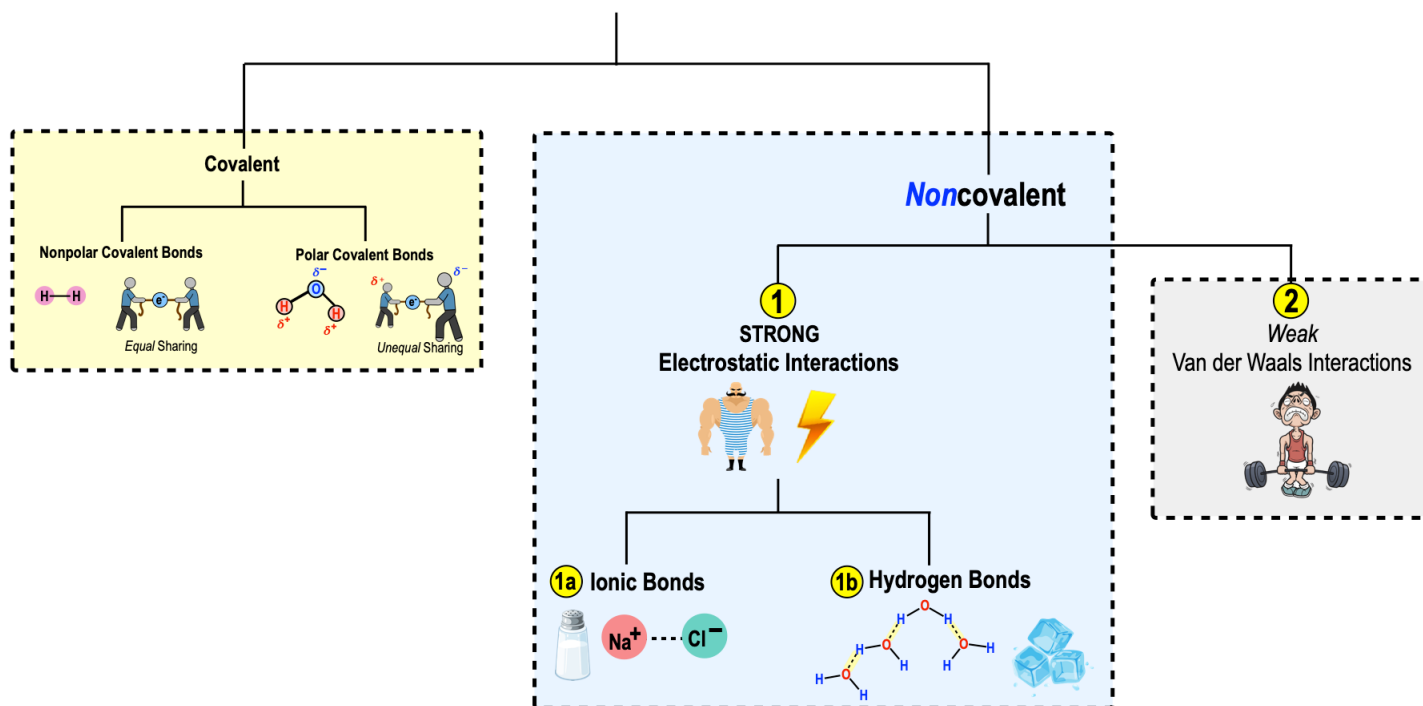 Covalent
Noncovalent
Nonpolar Covalent Bonds
H H
e-
Equal Sharing
Polar Covalent Bonds
δ−
O
H H
δ+ δ+
δ+ δ−
e-
Unequal Sharing
1
STRONG
Electrostatic Interactions
2
Weak
Van der Waals Interactions
1a Ionic Bonds
Na+ Cl−
1b Hydrogen Bonds
O
H H
H O O H
H H
O
H H